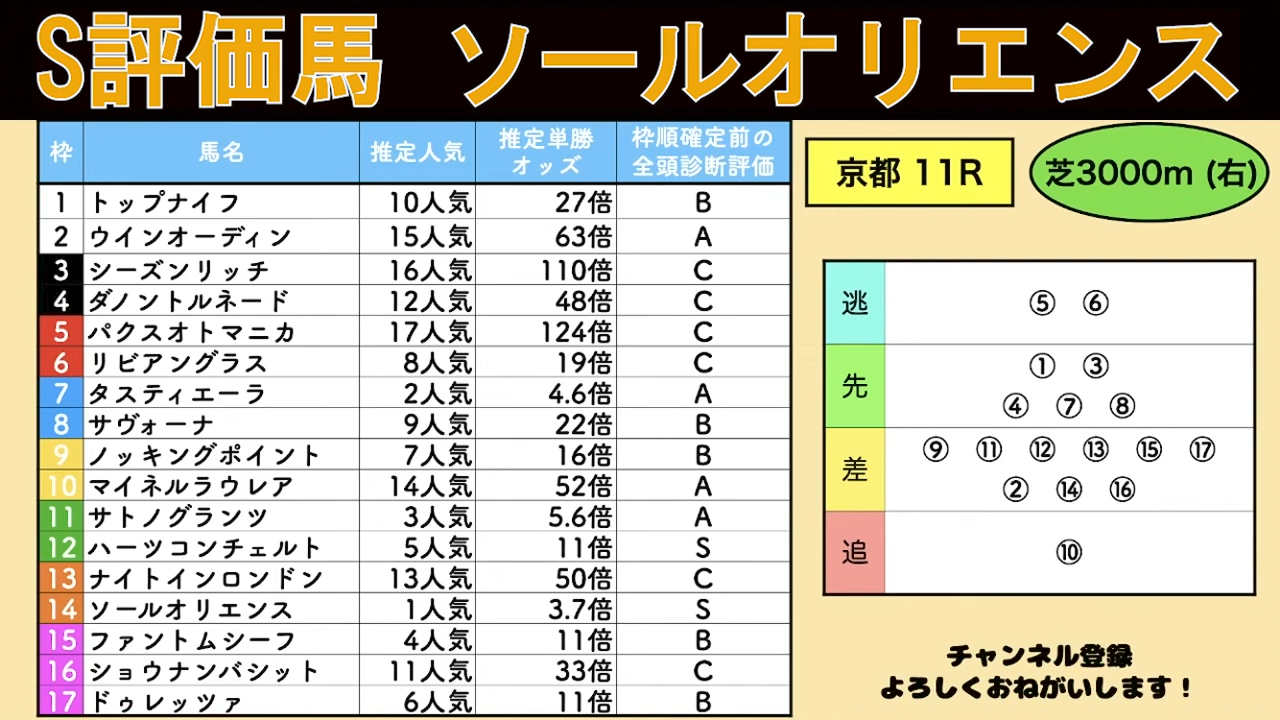 S評価馬 ソールオリエンス
枠 馬名 推定人気 推定単勝オッズ 枠順確定前の全頭診断評価
1 トップナイフ 10人気 27倍 B
2 ウインオーディン 15人気 63倍 A
3 シーズンリッチ 16人気 110倍 C
4 ダノントルネード 12人気 48倍 C
5 パクスオトマニカ 17人気 124倍 C
6 リビアングラス 8人気 19倍 C
7 タスティエーラ 2人気 4.6倍 A
8 サヴォーナ 9人気 22倍 B
9 ノッキングポイント 7人気 16倍 B
10 マイネルラウレア 14人気 52倍 A
11 サトノグランツ 3人気 5.6倍 A
12 ハーツコンチェルト 5人気 11倍 S
13 ナイトインロンドン 13人気 50倍 C
14 ソールオリエンス 1人気 3.7倍 S
15 ファントムシーフ 4人気 11倍 B
16 ショウナンバシット 11人気 33倍 C
17 ドゥレッツァ 6人気 11倍 B
京都 11R
芝3000m (右)
逃 ⑤ ⑥
先 ① ③
④ ⑦ ⑧
差 ⑨ ⑪ ⑫ ⑬ ⑮ ⑰
② ⑭ ⑯
追 ⑩
チャンネル登録
よろしくおねがいします！